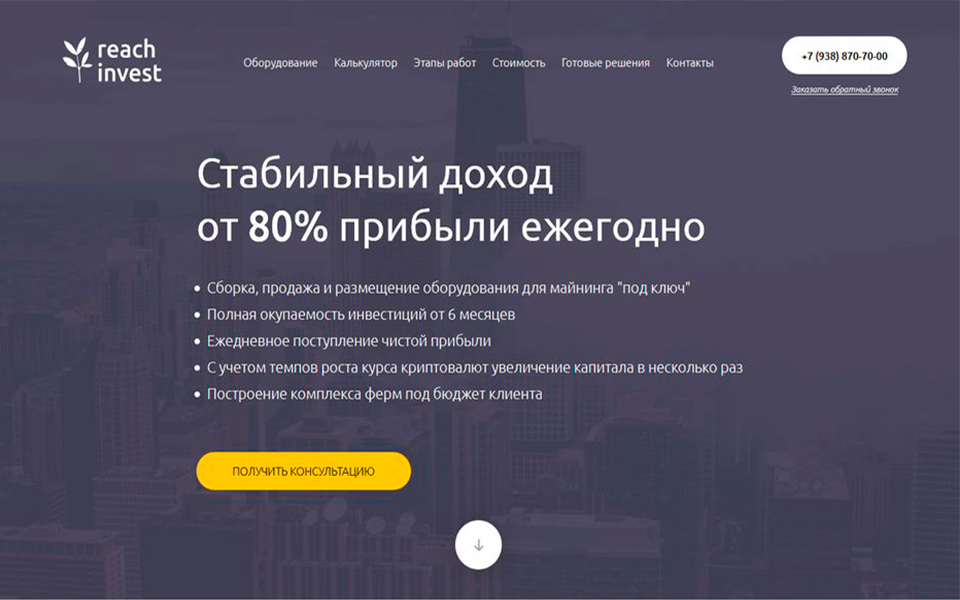 reach
invest
Оборудование Калькулятор Этапы работ Стоимость Готовые решения Контакты
+7 (938) 870-70-00
Заказать обратный звонок
Стабильный доход
от 80% прибыли ежегодно
Сборка, продажа и размещение оборудования для майнинга "под ключ"
Полная окупаемость инвестиций от 6 месяцев
Ежедневное поступление чистой прибыли
С учетом темпов роста курса криптовалют увеличение капитала в несколько раз
Построение комплекса ферм под бюджет клиента
ПОЛУЧИТЬ КОНСУЛЬТАЦИЮ